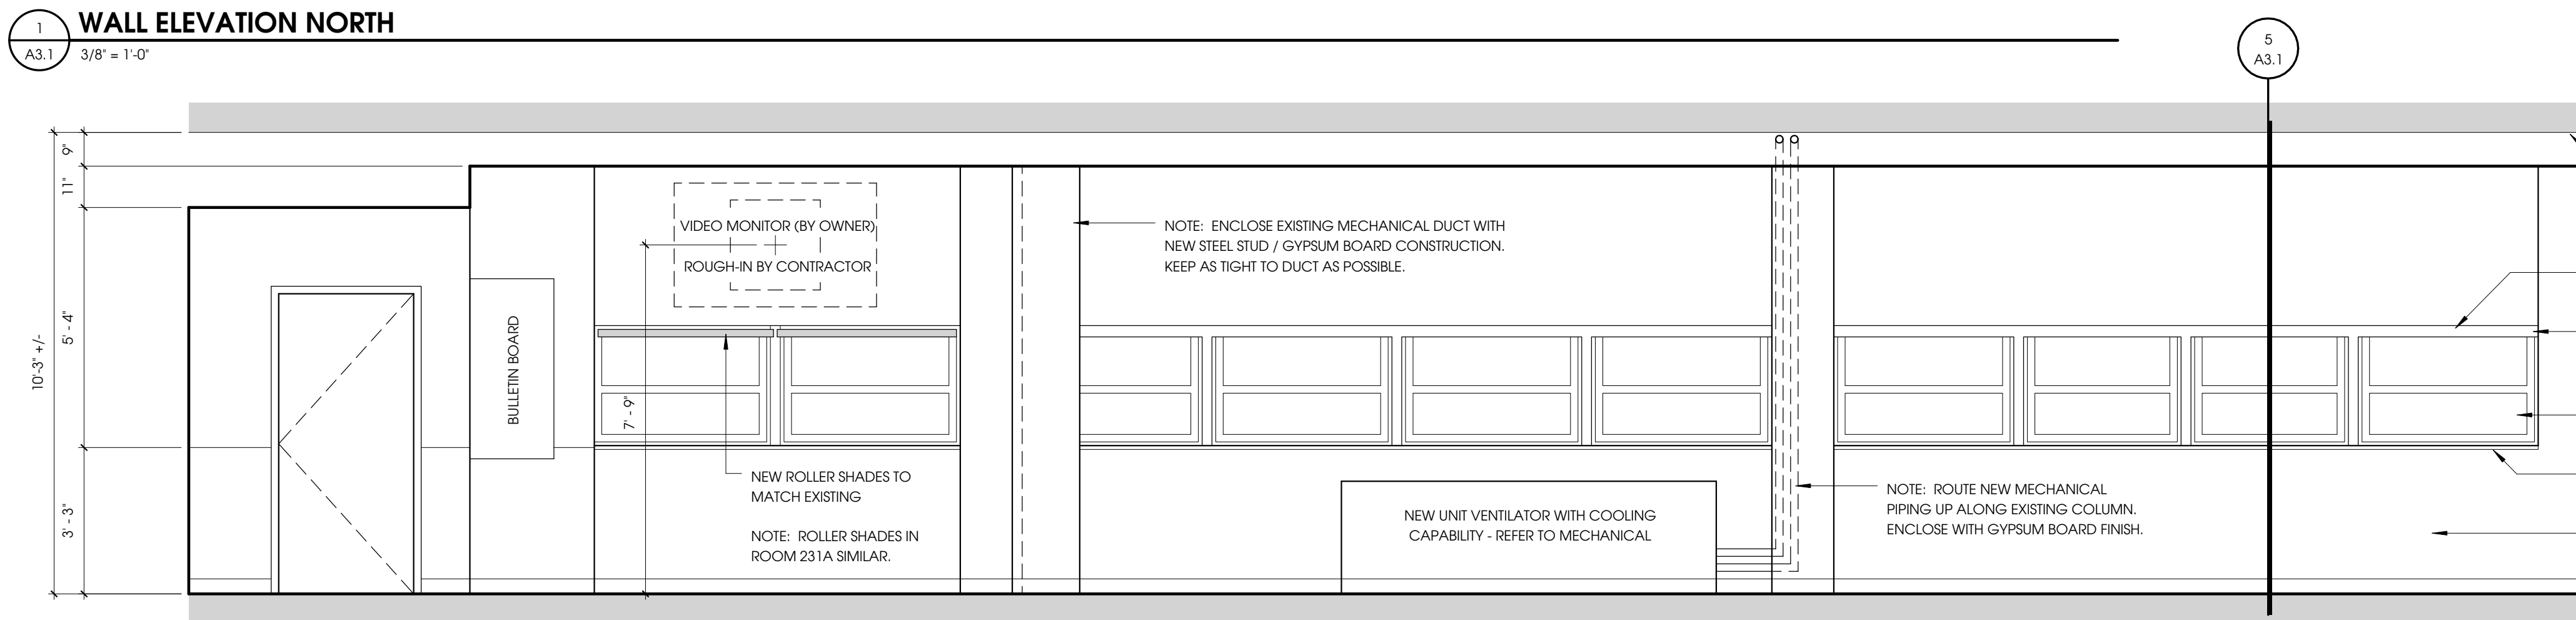 1
A3.1
WALL ELEVATION NORTH
3/8" = 1'-0"
5
A3.1
9"
11"
5' - 4"
10'-3" +/-
3' - 3"
VIDEO MONITOR (BY OWNER)
ROUGH-IN BY CONTRACTOR
BULLETIN BOARD
7' - 9"
NOTE: ENCLOSE EXISTING MECHANICAL DUCT WITH
NEW STEEL STUD / GYPSUM BOARD CONSTRUCTION.
KEEP AS TIGHT TO DUCT AS POSSIBLE.
NEW ROLLER SHADES TO
MATCH EXISTING
NOTE: ROLLER SHADES IN
ROOM 231A SIMILAR.
NEW UNIT VENTILATOR WITH COOLING
CAPABILITY - REFER TO MECHANICAL
NOTE: ROUTE NEW MECHANICAL
PIPING UP ALONG EXISTING COLUMN.
ENCLOSE WITH GYPSUM BOARD FINISH.